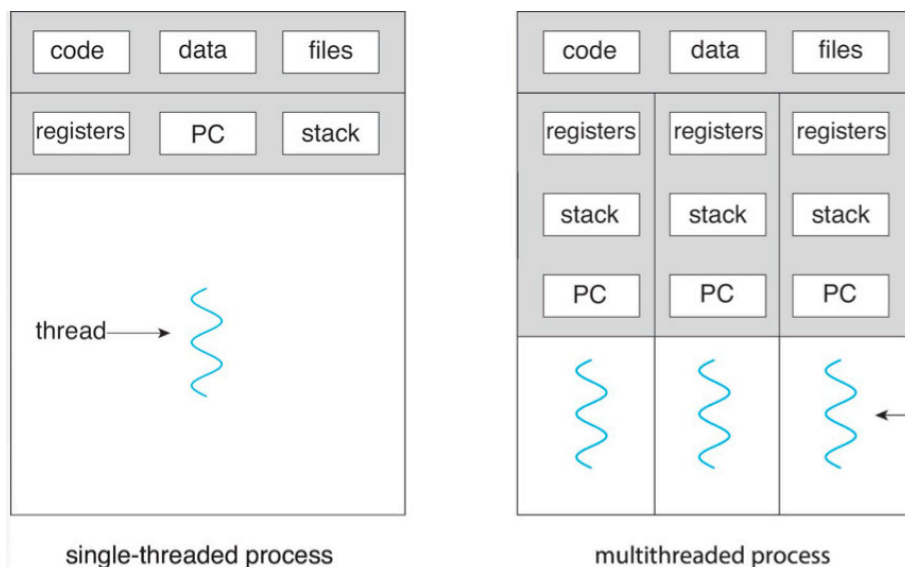 code data files
registers PC stack
thread
single-threaded process
code data files
registers registers registers
stack stack stack
PC PC PC
multithreaded process